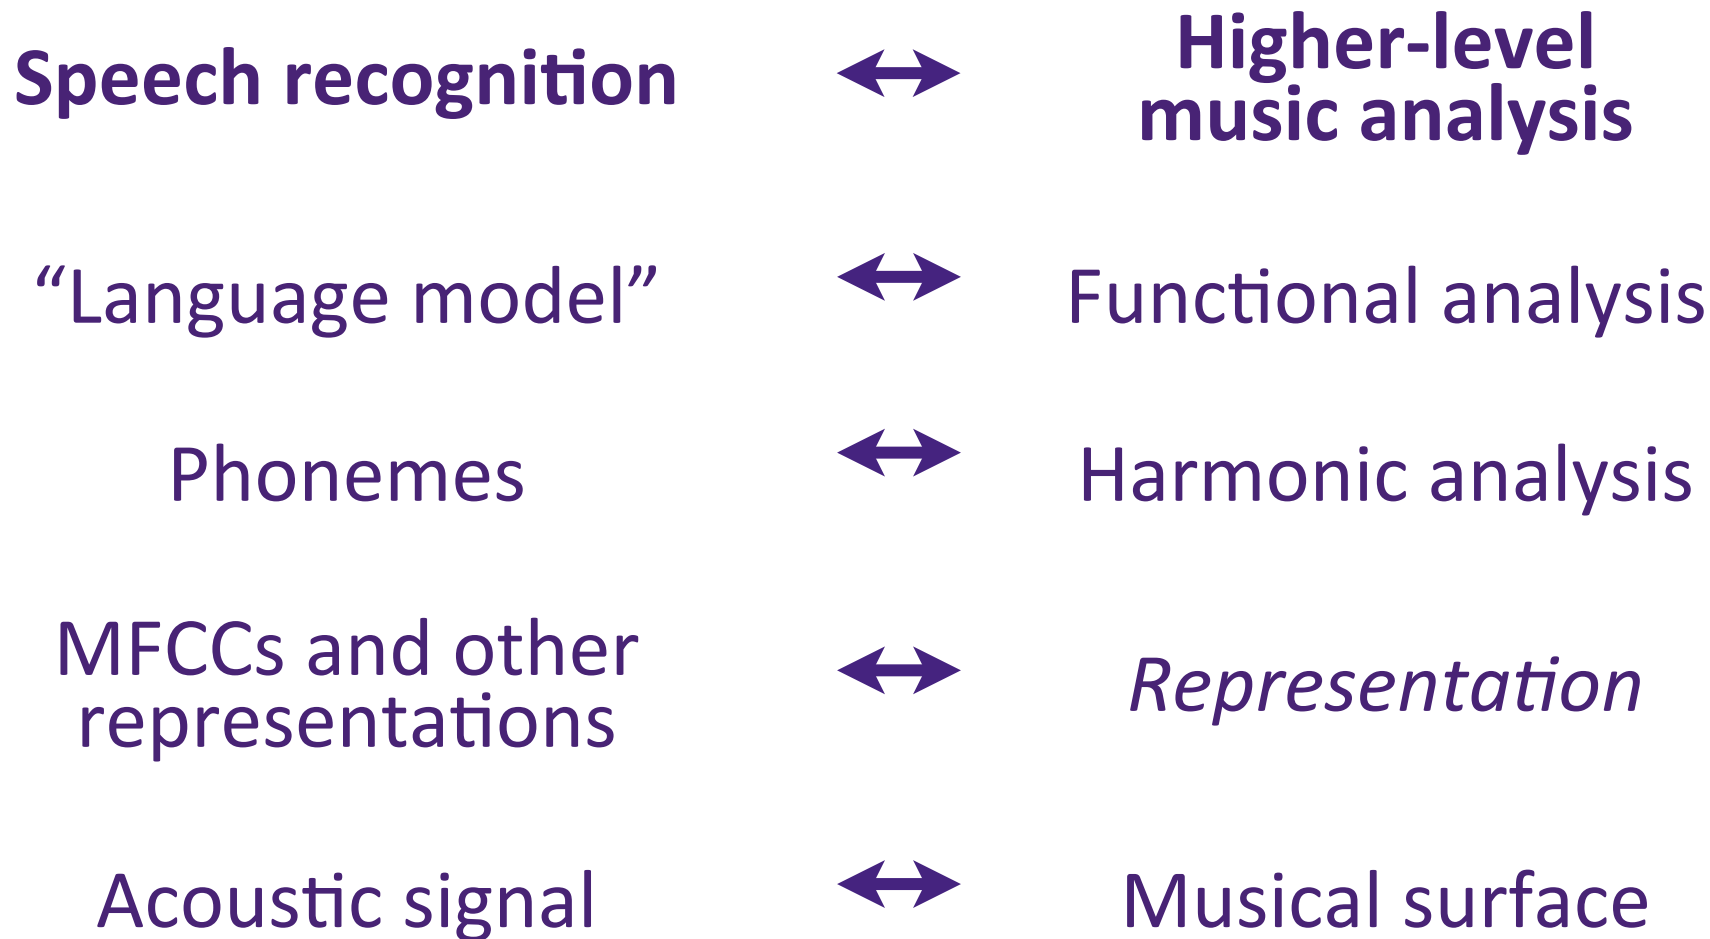 Speech recognition
Higher-level
music analysis
“Language model”
Functional analysis
Phonemes
Harmonic analysis
MFCCs and other
representations
Representation
Acoustic signal
Musical surface